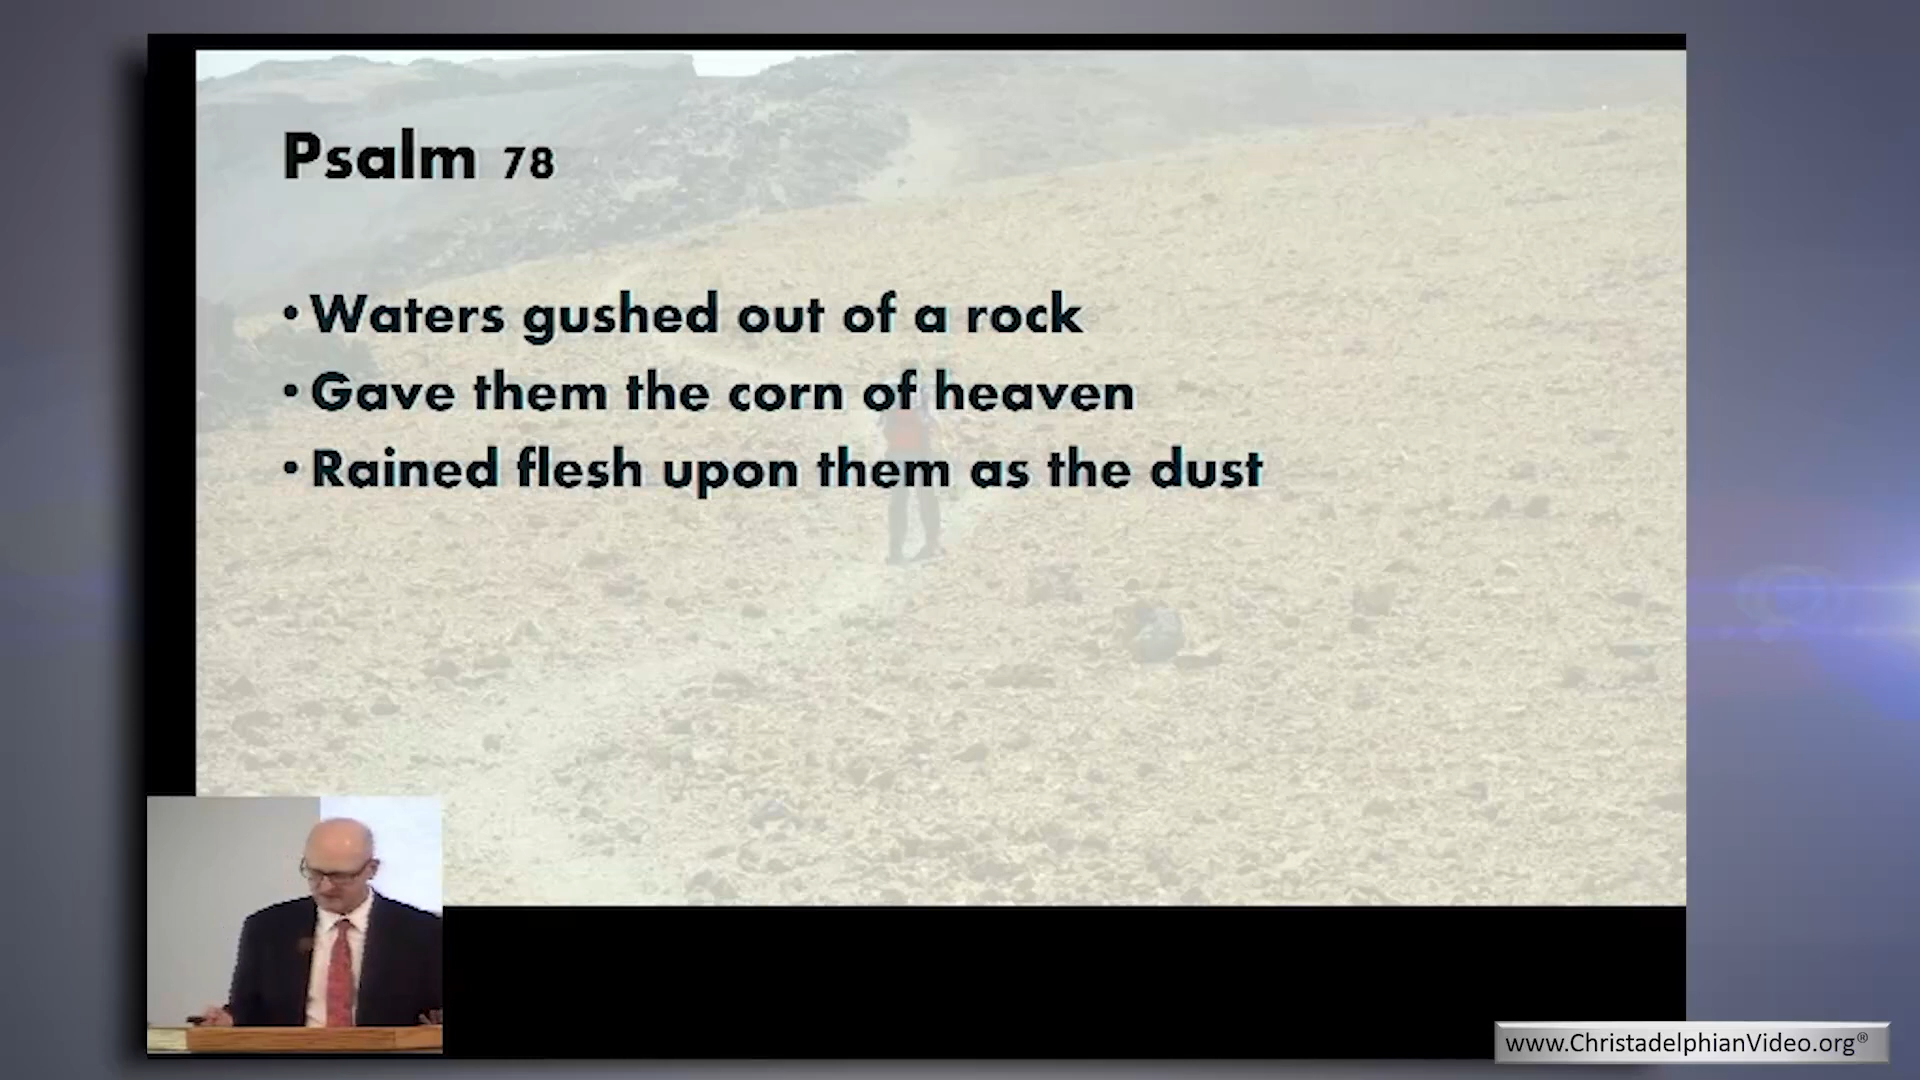 Psalm 78
• Waters gushed out of a rock
• Gave them the corn of heaven
• Rained flesh upon them as the dust
www.ChristadelphianVideo.org®